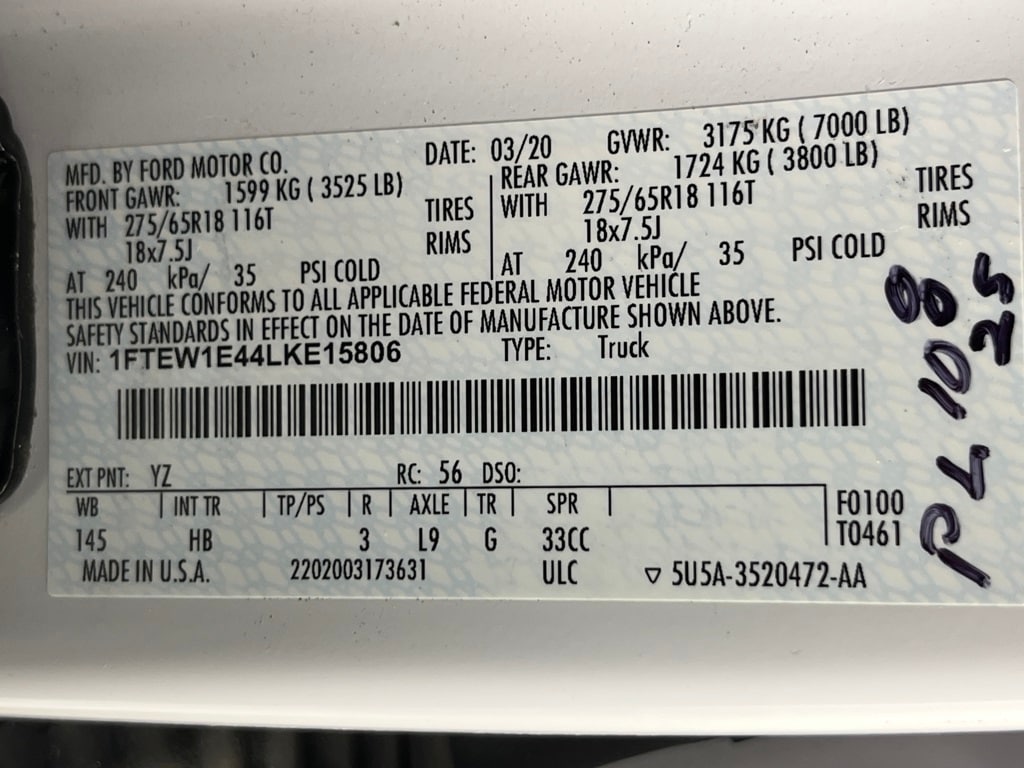 MFD. BY FORD MOTOR CO. DATE: 03/20 GVWR: 3175 KG ( 7000 LB)
FRONT GAWR: 1599 KG ( 3525 LB) REAR GAWR: 1724 KG ( 3800 LB)
WITH 275/65R18 116T TIRES WITH 275/65R18 116T TIRES
18x7.5J RIMS 18x7.5J RIMS
AT 240 kPa/ 35 PSI COLD AT 240 kPa/ 35 PSI COLD
THIS VEHICLE CONFORMS TO ALL APPLICABLE FEDERAL MOTOR VEHICLE
SAFETY STANDARDS IN EFFECT ON THE DATE OF MANUFACTURE SHOWN ABOVE.
VIN: 1FTEW1E44LKE15806 TYPE: Truck
EXT PNT: YZ RC: 56 DSO:
WB INT TR TP/PS R AXLE TR SPR F0100
145 HB 3 L9 G 33CC T0461
MADE IN U.S.A. 2202003173631 ULC 5U5A-3520472-AA
PL 108
25